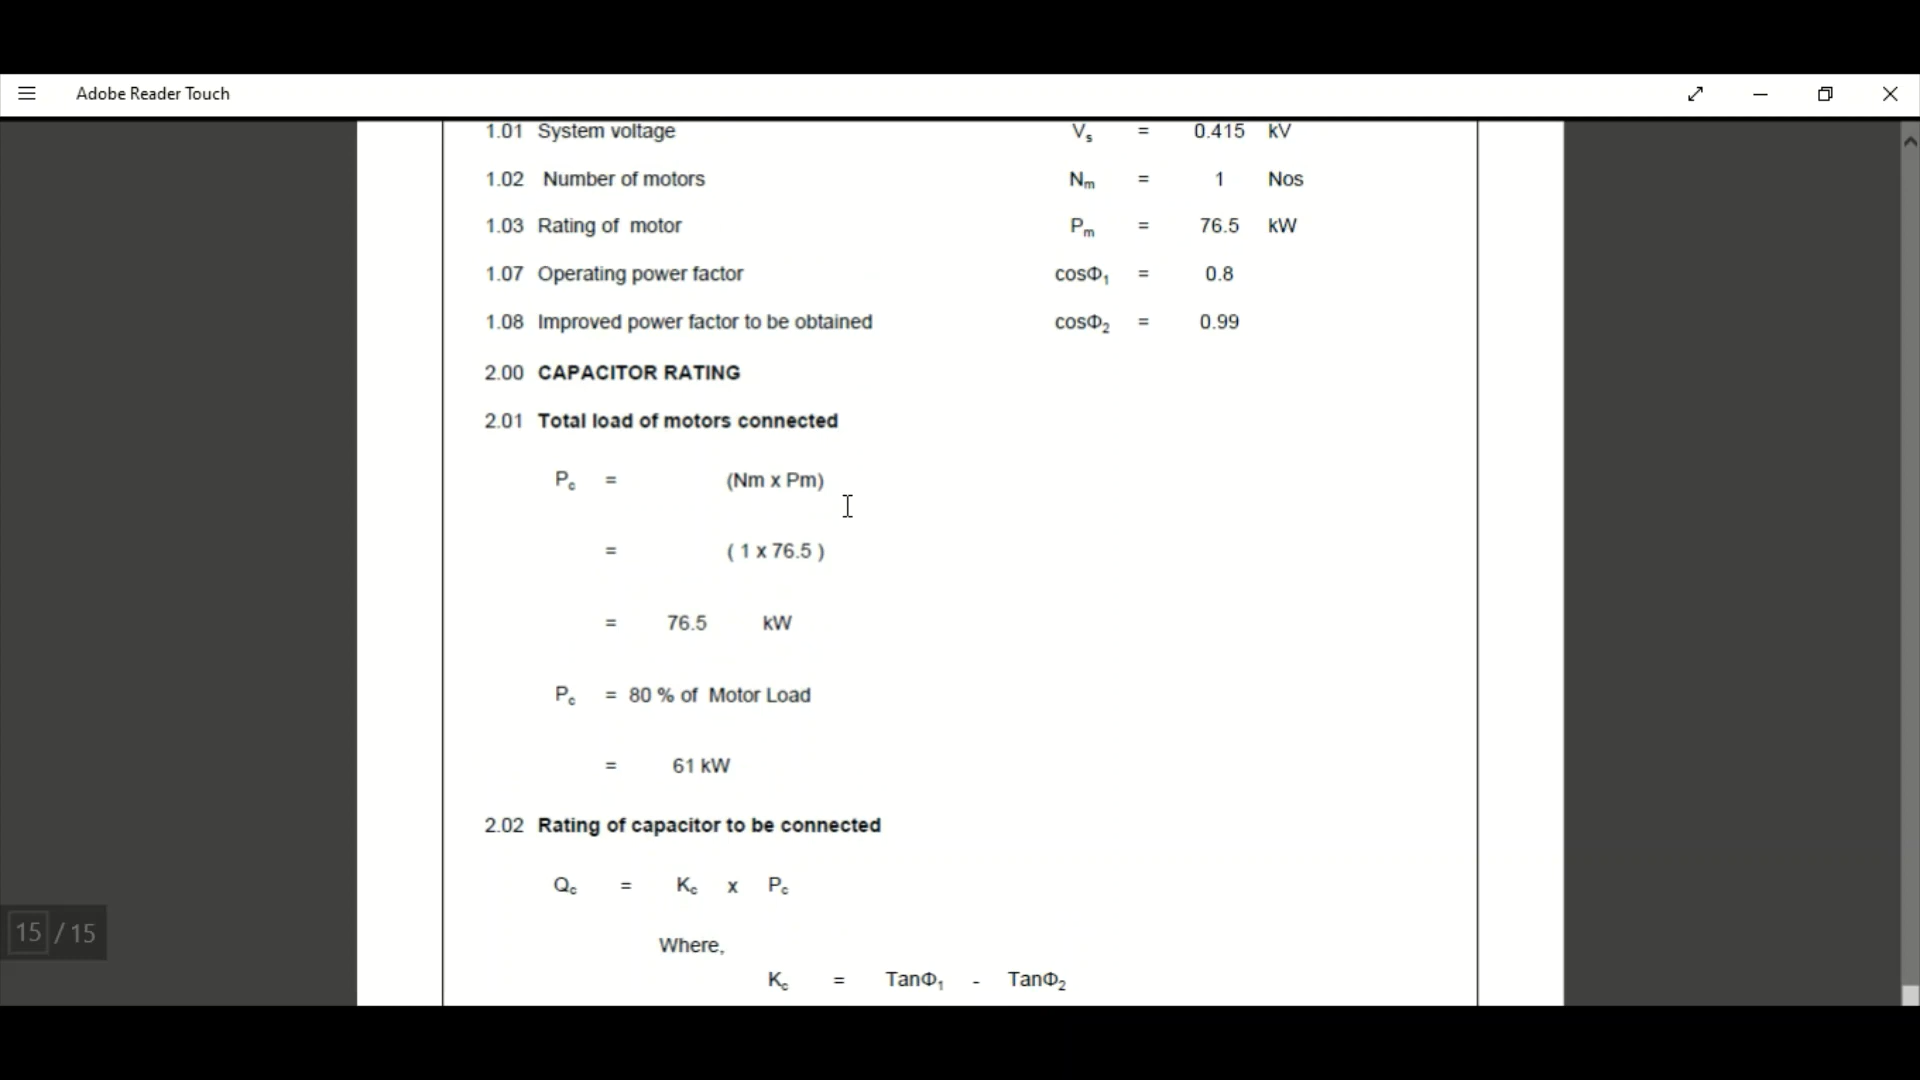 Adobe Reader Touch
1.01 System voltage Vs = 0.415 kV
1.02 Number of motors Nm = 1 Nos
1.03 Rating of motor Pm = 76.5 kW
1.07 Operating power factor cosΦ1 = 0.8
1.08 Improved power factor to be obtained cosΦ2 = 0.99
2.00 CAPACITOR RATING
2.01 Total load of motors connected
Pc = (Nm x Pm)
= ( 1 x 76.5 )
= 76.5 kW
Pc = 80 % of Motor Load
= 61 kW
2.02 Rating of capacitor to be connected
Qc = Kc x Pc
15 / 15
Where,
Kc = TanΦ1 - TanΦ2